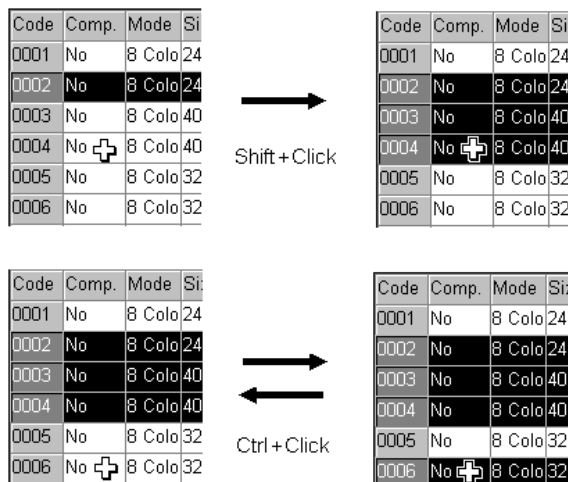 Code Comp. Mode Si
0001 No 8 Colo 24
0002 No 8 Colo 24
0003 No 8 Colo 40
0004 No 8 Colo 40
0005 No 8 Colo 32
0006 No 8 Colo 32
Shift+Click
Code Comp. Mode Si
0001 No 8 Colo 24
0002 No 8 Colo 24
0003 No 8 Colo 40
0004 No 8 Colo 40
0005 No 8 Colo 32
0006 No 8 Colo 32
Code Comp. Mode Si
0001 No 8 Colo 24
0002 No 8 Colo 24
0003 No 8 Colo 40
0004 No 8 Colo 40
0005 No 8 Colo 32
0006 No 8 Colo 32
Ctrl+Click
Code Comp. Mode Siz
0001 No 8 Colo 24
0002 No 8 Colo 24
0003 No 8 Colo 40
0004 No 8 Colo 40
0005 No 8 Colo 32
0006 No 8 Colo 32